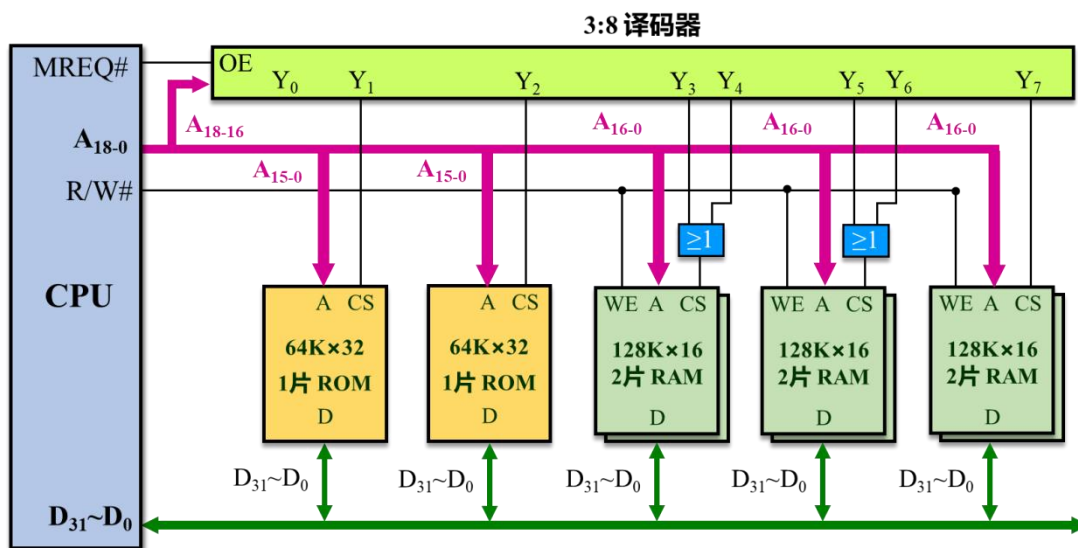 3:8 译码器
MREQ#
OE
Y0 Y1 Y2 Y3 Y4 Y5 Y6 Y7
A18-16
A16-0 A16-0 A16-0
A18-0
A15-0 A15-0
R/W#
≥1 ≥1
CPU
A CS A CS WE A CS WE A CS WE A CS
64K×32 64K×32 128K×16 128K×16 128K×16
1片 ROM 1片 ROM 2片 RAM 2片 RAM 2片 RAM
D D D D D
D31~D0 D31~D0 D31~D0 D31~D0 D31~D0
D31~D0